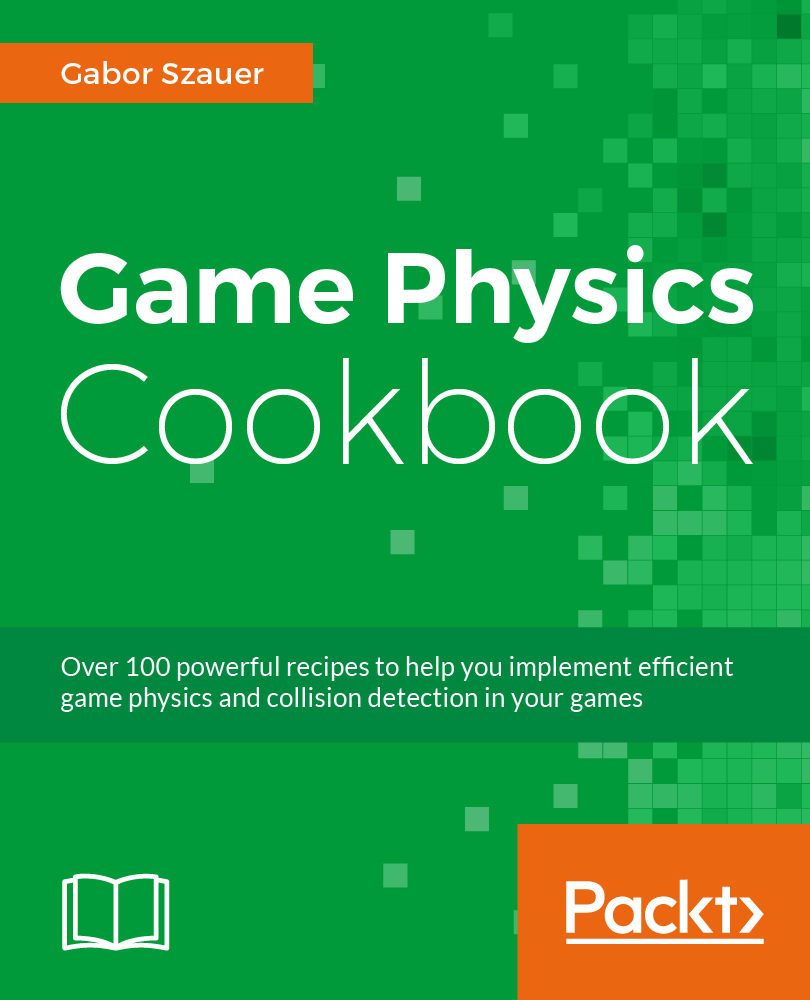 Gabor Szauer
Game Physics
Cookbook
Over 100 powerful recipes to help you implement efficient
game physics and collision detection in your games
Packt>